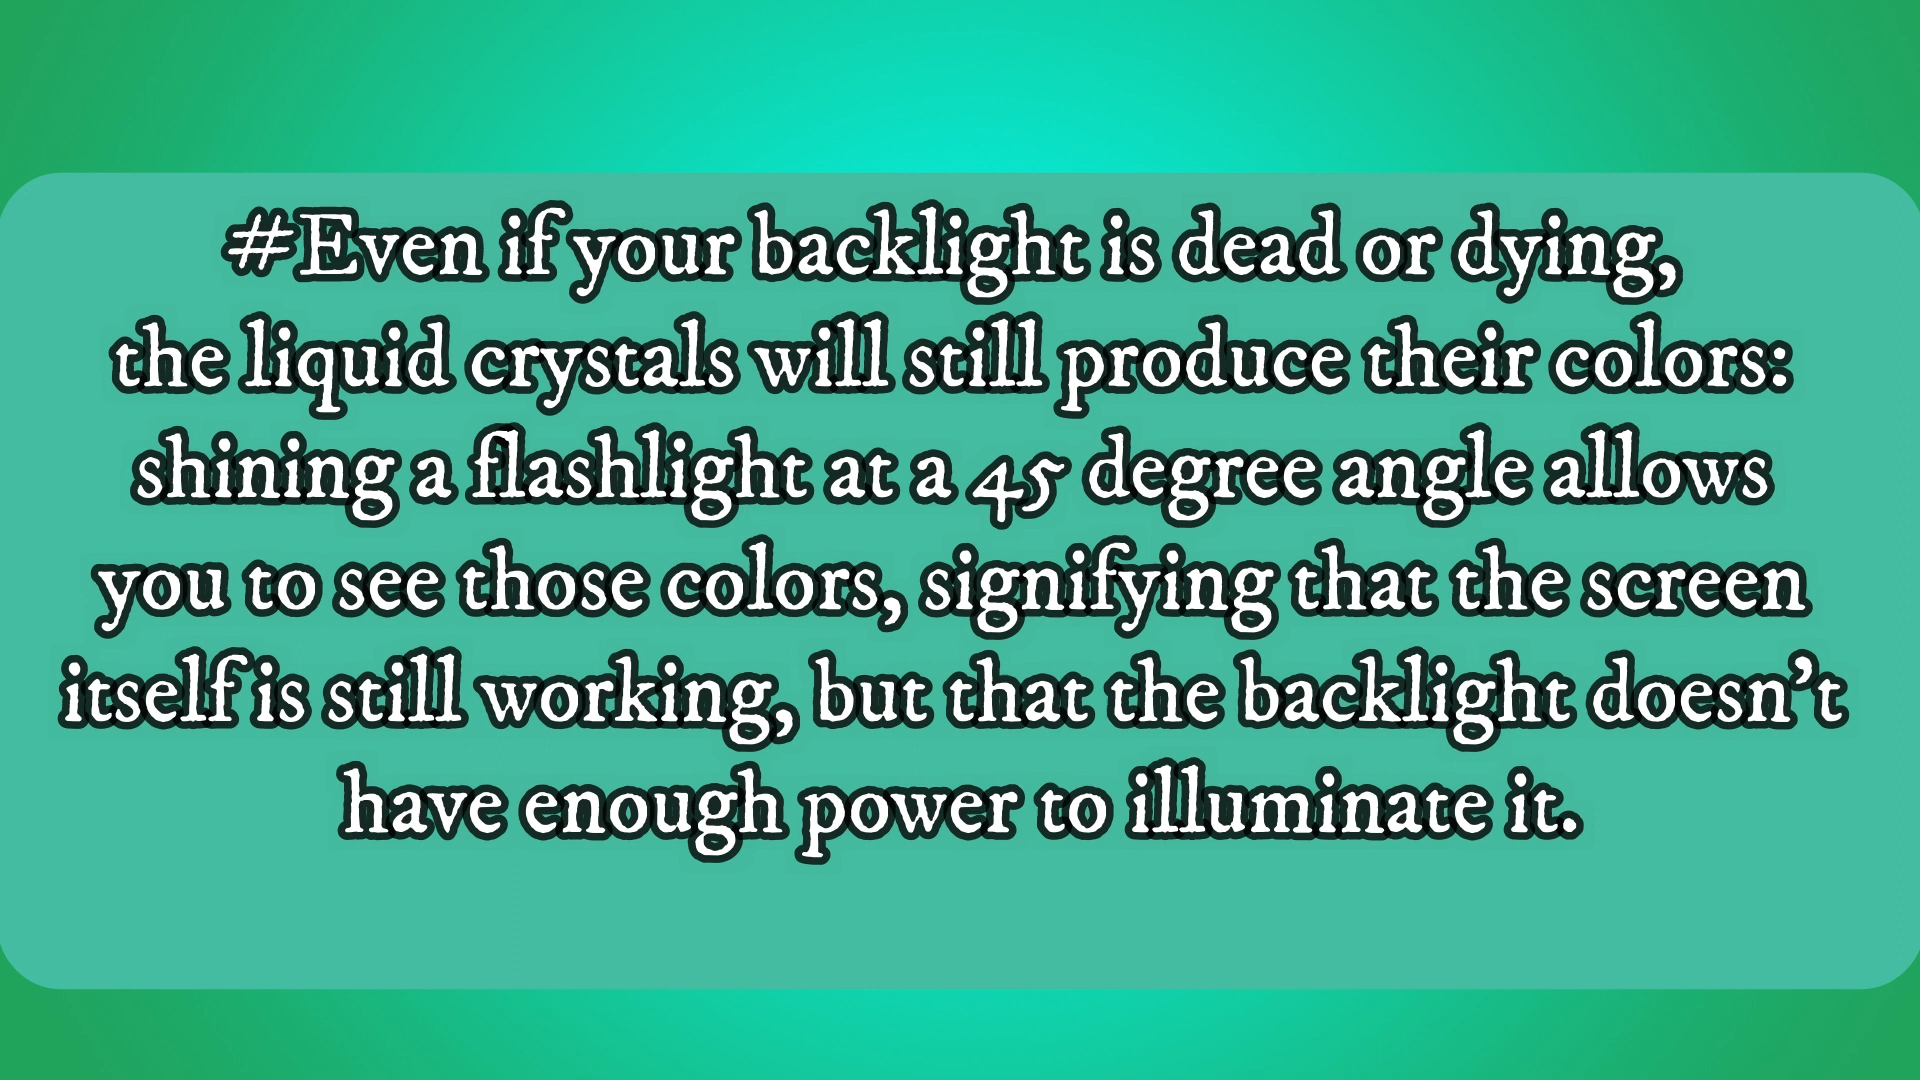 #Even if your backlight is dead or dying,
the liquid crystals will still produce their colors:
shining a flashlight at a 45 degree angle allows
you to see those colors, signifying that the screen
itself is still working, but that the backlight doesn’t
have enough power to illuminate it.